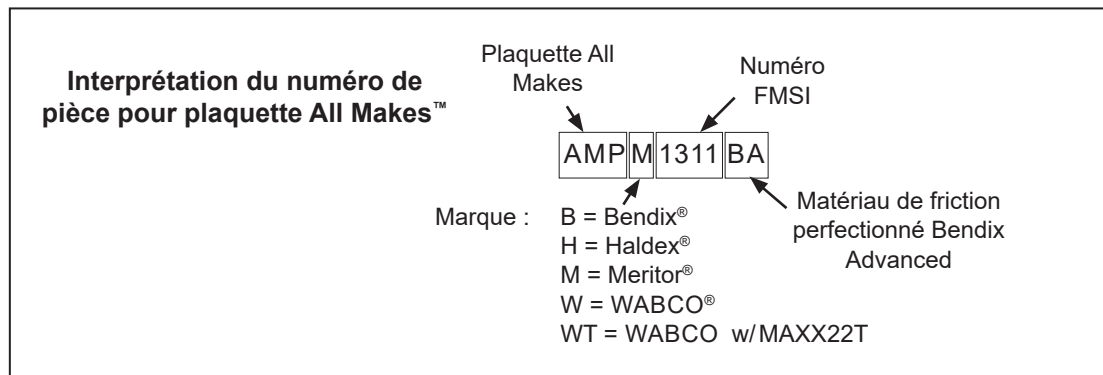 Interprétation du numéro de
pièce pour plaquette All Makes™
Plaquette All
Makes
Numéro
FMSI
AMP M 1311 BA
Marque :
B = Bendix®
H = Haldex®
M = Meritor®
W = WABCO®
WT = WABCO w/MAXX22T
Matériau de friction
perfectionné Bendix
Advanced